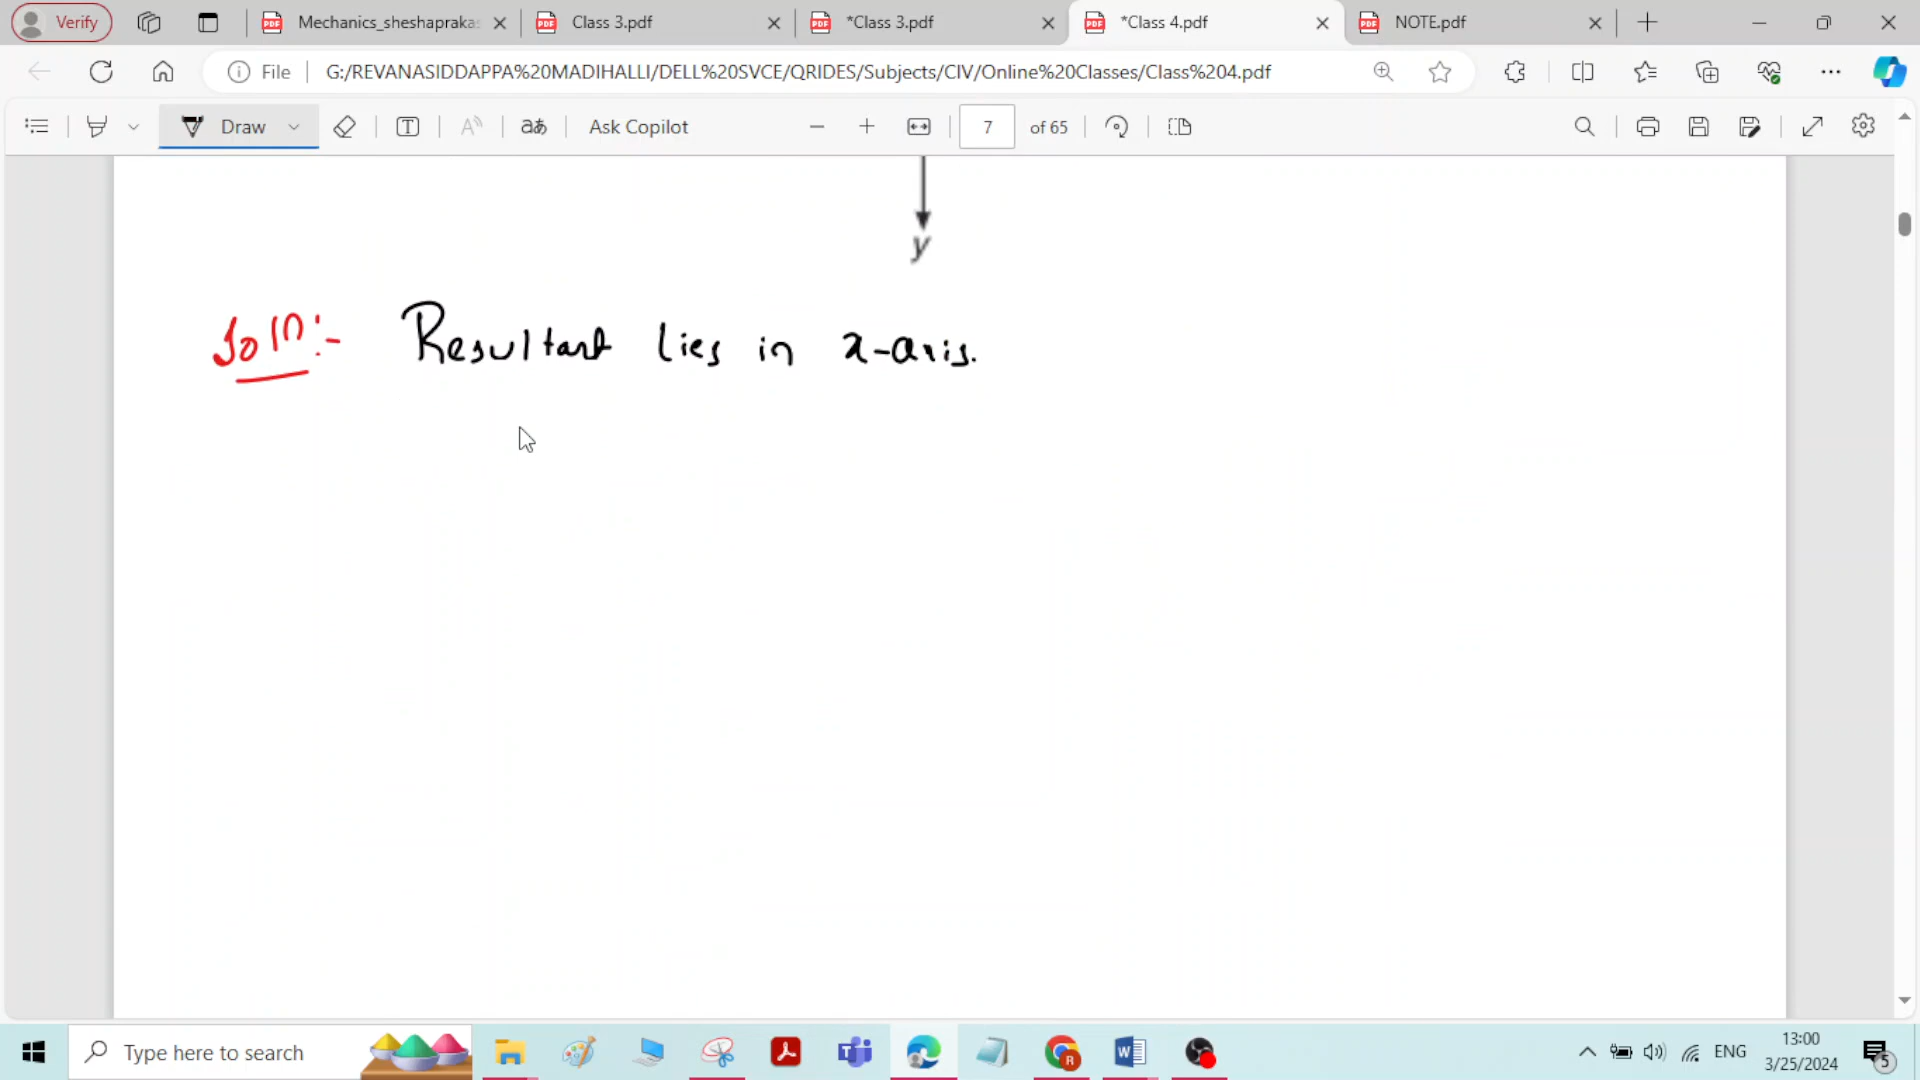 Verify
Mechanics_sheshapraka
Class 3.pdf
*Class 3.pdf
*Class 4.pdf
NOTE.pdf
File
G:/REVANASIDDAPPA%20MADIHALLI/DELL%20SVCE/QRIDES/Subjects/CIV/Online%20Classes/Class%204.pdf
Draw
Ask Copilot
7
of 65
y
Soln:- Resultant lies in x-axis.
Type here to search
ENG
13:00
3/25/2024
5